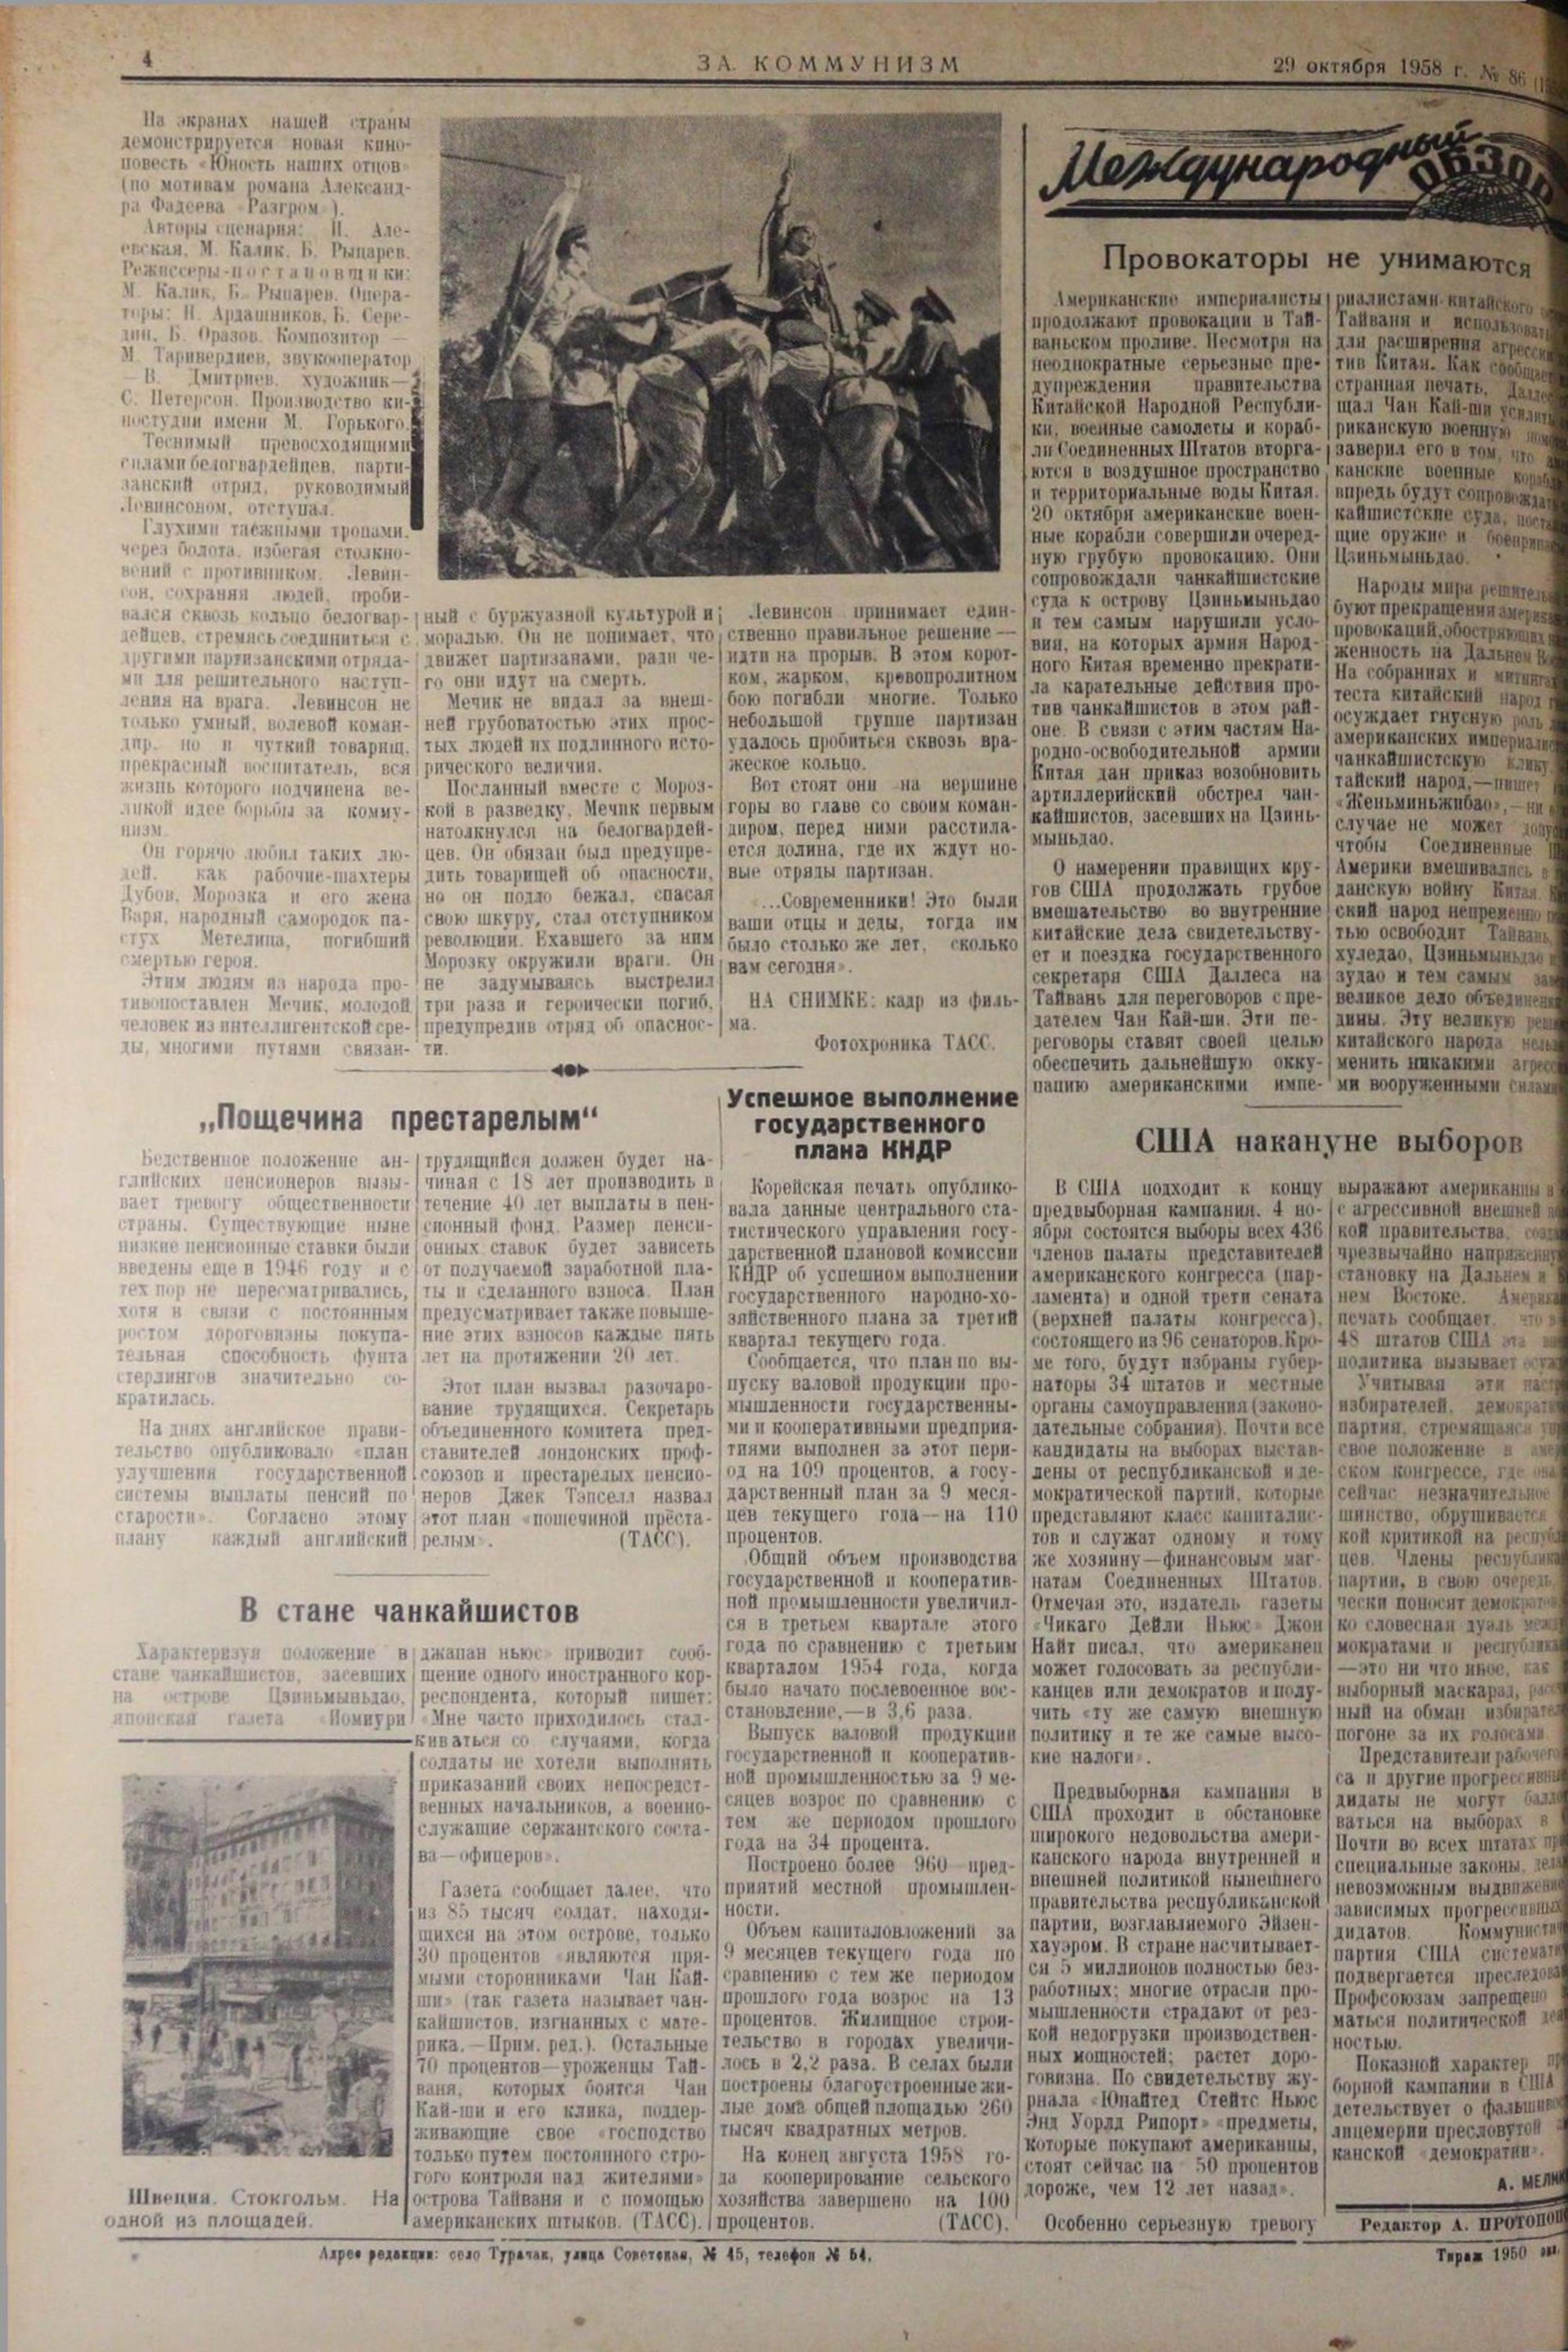 4
ЗА КОММУНИЗМ
29 октября 1958 г. № 86
На экранах нашей страны
демонстрируется новая кино-
повесть «Юность наших отцов»
(по мотивам романа Александ-
ра Фадеева «Разгром»).
Авторы сценария: И. Але-
евская, М. Калик, Б. Рыцарев.
Режиссеры-постановщики:
М. Калик, Б. Рыцарев. Опера-
торы: И. Ардашников, Б. Сере-
дин, Б. Оразов. Композитор —
М. Таривердиев, звукооператор
— В. Дмитриев, художник —
С. Петерсон. Производство ки-
ностудии имени М. Горького.
Теснимый превосходящими
силами белогвардейцев, парти-
занский отряд, руководимый
Левинсоном, отступал.
Глухими таежными тропами,
через болота, избегая столкно-
вений с противником, Левин-
сон, сохраняя людей, проби-
вался сквозь кольцо белогвар-
дейцев, стремясь соединиться с
другими партизанскими отряда-
ми для решительного наступ-
ления на врага. Левинсон не
только умный, волевой коман-
дир, но и чуткий товарищ,
прекрасный воспитатель, вся
жизнь которого подчинена ве-
ликой идее борьбы за комму-
низм.
Он горячо любил таких лю-
дей, как рабочие-шахтеры
Дубов, Морозка и его жена
Варя, народный самородок па-
стух Метелица, погибший
смертью героя.
Этим людям из народа про-
тивопоставлен Мечик, молодой
человек из интеллигентской сре-
ды, многими путями связан-
ный с буржуазной культурой и
моралью. Он не понимает, что
движет партизанами, ради че-
го они идут на смерть.
Мечик не видал за внеш-
ней грубоватостью этих прос-
тых людей их подлинного исто-
рического величия.
Посланный вместе с Мороз-
кой в разведку, Мечик первым
натолкнулся на белогвардей-
цев. Он обязан был предупре-
дить товарищей об опасности,
но он подло бежал, спасая
свою шкуру, стал отступником
революции. Ехавшего за ним
Морозку окружили враги. Он
не задумываясь выстрелил
три раза и героически погиб,
предупредив отряд об опаснос-
ти.
Левинсон принимает един-
ственно правильное решение —
идти на прорыв. В этом корот-
ком, жарком, кровопролитном
бою погибли многие. Только
небольшой группе партизан
удалось пробиться сквозь вра-
жеское кольцо.
Вот стоят они на вершине
горы во главе со своим коман-
диром, перед ними расстила-
ется долина, где их ждут но-
вые отряды партизан.
...Современники! Это были
ваши отцы и деды, тогда им
было столько же лет, сколько
вам сегодня».
НА СНИМКЕ: кадр из филь-
ма.
Фотохроника ТАСС.
„Пощечина престарелым“
Бедственное положение ан-
глийских пенсионеров вызы-
вает тревогу общественности
страны. Существующие ныне
низкие пенсионные ставки были
введены еще в 1946 году и с
тех пор не пересматривались,
хотя в связи с постоянным
ростом дороговизны покупа-
тельная способность фунта
стерлингов значительно со-
кратилась.
На днях английское прави-
тельство опубликовало «план
улучшения государственной
системы выплаты пенсий по
старости». Согласно этому
плану каждый английский
трудящийся должен будет на-
чиная с 18 лет производить в
течение 40 лет выплаты в пен-
сионный фонд. Размер пенси-
онных ставок будет зависеть
от получаемой заработной пла-
ты и сделанного взноса. План
предусматривает также повыше-
ние этих взносов каждые пять
лет на протяжении 20 лет.
Этот план вызвал разочаро-
вание трудящихся. Секретарь
объединенного комитета пред-
ставителей лондонских проф-
союзов и престарелых пенсио-
неров Джек Тэпселл назвал
этот план «пощечиной преста-
релым».
(ТАСС).
В стане чанкайшистов
Характеризуя положение в
стане чанкайшистов, засевших
на острове Цзиньмыньдао,
японская газета «Иомиури
джапан ньюс» приводит сооб-
щение одного иностранного кор-
респондента, который пишет:
«Мне часто приходилось стал-
киваться со случаями, когда
солдаты не хотели выполнять
приказаний своих непосредст-
венных начальников, а военно-
служащие сержантского соста-
ва — офицеров».
Газета сообщает далее, что
из 85 тысяч солдат, находя-
щихся на этом острове, только
30 процентов «являются пря-
мыми сторонниками Чан Кай-
ши» (так газета называет чан-
кайшистов, изгнанных с мате-
рика.—Прим. ред.). Остальные
70 процентов—уроженцы Тай-
ваня, которых боятся Чан
Кай-ши и его клика, поддер-
живающие свое «господство
только путем постоянного стро-
гого контроля над жителями»
острова Тайваня и с помощью
американских штыков. (ТАСС).
Швеция. Стокгольм. На
одной из площадей.
Успешное выполнение
государственного
плана КНДР
Корейская печать опублико-
вала данные центрального ста-
тистического управления госу-
дарственной плановой комиссии
КНДР об успешном выполнении
государственного народно-хо-
зяйственного плана за третий
квартал текущего года.
Сообщается, что план по вы-
пуску валовой продукции про-
мышленности государственны-
ми и кооперативными предприя-
тиями выполнен за этот пери-
од на 109 процентов, а госу-
дарственный план за 9 меся-
цев текущего года — на 110
процентов.
Общий объем производства
государственной и кооператив-
ной промышленности увеличил-
ся в третьем квартале этого
года по сравнению с третьим
кварталом 1954 года, когда
было начато послевоенное вос-
становление,—в 3,6 раза.
Выпуск валовой продукции
государственной и кооператив-
ной промышленностью за 9 ме-
сяцев возрос по сравнению с
тем же периодом прошлого
года на 34 процента.
Построено более 960 пред-
приятий местной промышлен-
ности.
Объем капиталовложений за
9 месяцев текущего года по
сравнению с тем же периодом
прошлого года возрос на 13
процентов. Жилищное строи-
тельство в городах увеличи-
лось в 2,2 раза. В селах были
построены благоустроенные жи-
лые дома общей площадью 260
тысяч квадратных метров.
На конец августа 1958 го-
да кооперирование сельского
хозяйства завершено на 100
процентов.
(ТАСС).
Международный
ОБЗОР
Провокаторы не унимаются
Американские империалисты
продолжают провокации в Тай-
ваньском проливе. Несмотря на
неоднократные серьезные пре-
дупреждения правительства
Китайской Народной Республи-
ки, военные самолеты и кораб-
ли Соединенных Штатов вторга-
ются в воздушное пространство
и территориальные воды Китая.
20 октября американские воен-
ные корабли совершили очеред-
ную грубую провокацию. Они
сопровождали чанкайшистские
суда к острову Цзиньмыньдао
и тем самым нарушили усло-
вия, на которых армия Народ-
ного Китая временно прекрати-
ла карательные действия про-
тив чанкайшистов в этом рай-
оне. В связи с этим частям На-
родно-освободительной армии
Китая дан приказ возобновить
артиллерийский обстрел чан-
кайшистов, засевших на Цзинь-
мыньдао.
О намерении правящих кру-
гов США продолжать грубое
вмешательство во внутренние
китайские дела свидетельству-
ет и поездка государственного
секретаря США Даллеса на
Тайвань для переговоров с пре-
дателем Чан Кай-ши. Эти пе-
реговоры ставят своей целью
обеспечить дальнейшую окку-
пацию американскими импе-
риалистами китайского
Тайваня и
для расширения
тив Китая. Как
странная печать,
щал Чан Кай-ши
риканскую военную
заверил его в том, что
канские военные
впредь будут
кайшистские суда,
щие оружие и
Цзиньмыньдао.
Народы мира
буют прекращения
провокаций,
женность на Дальнем
На собраниях и
теста китайский народ
осуждает гнусную роль
американских
чанкайшистскую клику.
тайский народ,—пишет
«Женьминьжибао»,—ни
случае не может
чтобы Соединенные
Америки вмешивались в
данскую войну Китая.
ский народ непременно
тью освободит Тайвань,
хуледао, Цзиньмыньдао
зудао и тем самым
великое дело
дины. Эту великую
китайского народа
менить никакими
ми вооруженными силами
США накануне выборов
В США подходит к концу
предвыборная кампания. 4 но-
ября состоятся выборы всех 436
членов палаты представителей
американского конгресса (пар-
ламента) и одной трети сената
(верхней палаты конгресса),
состоящего из 96 сенаторов. Кро-
ме того, будут избраны губер-
наторы 34 штатов и местные
органы самоуправления (законо-
дательные собрания). Почти все
кандидаты на выборах выстав-
лены от республиканской и де-
мократической партий, которые
представляют класс капиталис-
тов и служат одному и тому
же хозяину—финансовым маг-
натам Соединенных Штатов.
Отмечая это, издатель газеты
«Чикаго Дейли Ньюс» Джон
Найт писал, что американец
может голосовать за республи-
канцев или демократов и полу-
чить «ту же самую внешнюю
политику и те же самые высо-
кие налоги».
Предвыборная кампания в
США проходит в обстановке
широкого недовольства амери-
канского народа внутренней и
внешней политикой нынешнего
правительства республиканской
партии, возглавляемого Эйзен-
хауэром. В стране насчитывает-
ся 5 миллионов полностью без-
работных; многие отрасли про-
мышленности страдают от рез-
кой недогрузки производствен-
ных мощностей; растет доро-
говизна. По свидетельству жу-
рнала «Юнайтед Стейтс Ньюс
Энд Уорлд Рипорт» «предметы,
которые покупают американцы,
стоят сейчас на 50 процентов
дороже, чем 12 лет назад».
Особенно серьезную тревогу
выражают американцы в
с агрессивной внешней
кой правительства,
чрезвычайно
становку на Дальнем и
нем Востоке.
печать сообщает, что
48 штатов США эта
политика вызывает
Учитывая эти
избирателей,
партия, стремящаяся
свое положение в
ском конгрессе, где она
сейчас незначительное
шинство, обрушивается
кой критикой на
цев. Члены
партии, в свою очередь,
чески поносят
ко словесная дуэль
мократами и
—это ни что иное, как
выборный маскарад,
ный на обман
погоне за их голосами.
Представители
са и другие прогрессивные
дидаты не могут
ваться на выборах в
Почти во всех штатах
специальные законы,
невозможным выдвижение
зависимых прогрессивных
дидатов.
партия США
подвергается
Профсоюзам запрещено
маться политической
ностью.
Показной характер
борной кампании в США
детельствует о
лицемерии пресловутой
канской «демократии».
А.
Редактор А.
Адрес редакции: село Турачак, улица Советская, № 45, телефон № 54.
Тираж 1950